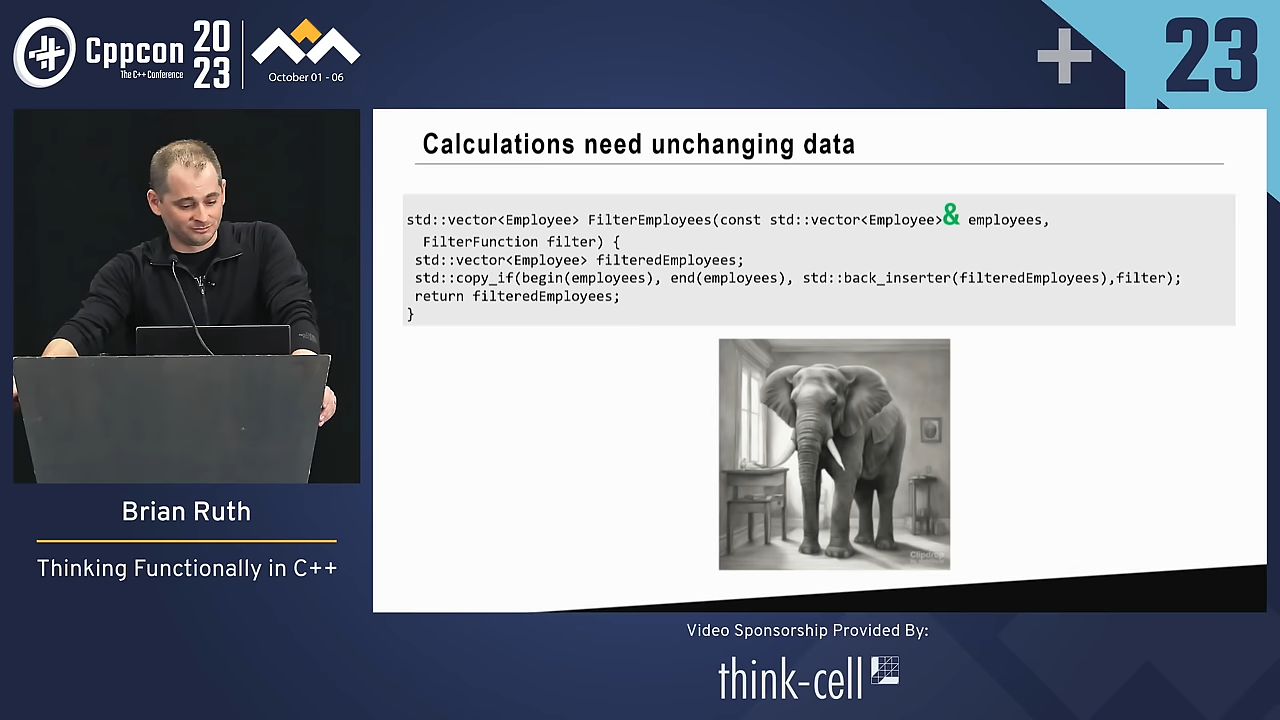 Cppcon
The C++ Conference
20
23
October 01 - 06
23
Calculations need unchanging data
std::vector<Employee> FilterEmployees(const std::vector<Employee>& employees,
FilterFunction filter) {
std::vector<Employee> filteredEmployees;
std::copy_if(begin(employees), end(employees), std::back_inserter(filteredEmployees),filter);
return filteredEmployees;
}
Clipdrop
Brian Ruth
Thinking Functionally in C++
Video Sponsorship Provided By:
think-cell